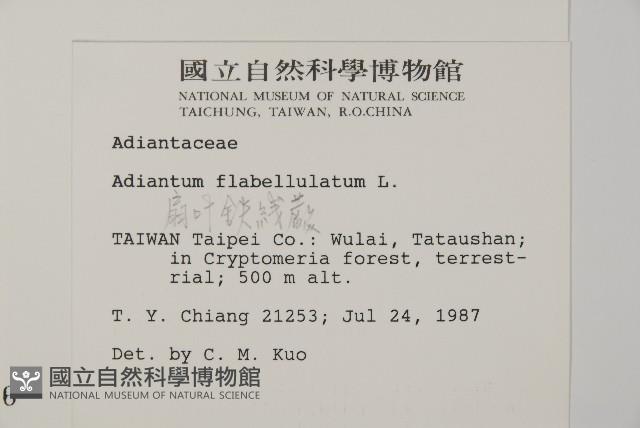 國立自然科學博物館
NATIONAL MUSEUM OF NATURAL SCIENCE
TAICHUNG, TAIWAN, R.O.CHINA
Adiantaceae
Adiantum flabellulatum L.
扇叶鉄线蕨
TAIWAN Taipei Co.: Wulai, Tataushan;
in Cryptomeria forest, terrest-
rial; 500 m alt.
T. Y. Chiang 21253; Jul 24, 1987
Det. by C. M. Kuo
國立自然科學博物館
NATIONAL MUSEUM OF NATURAL SCIENCE